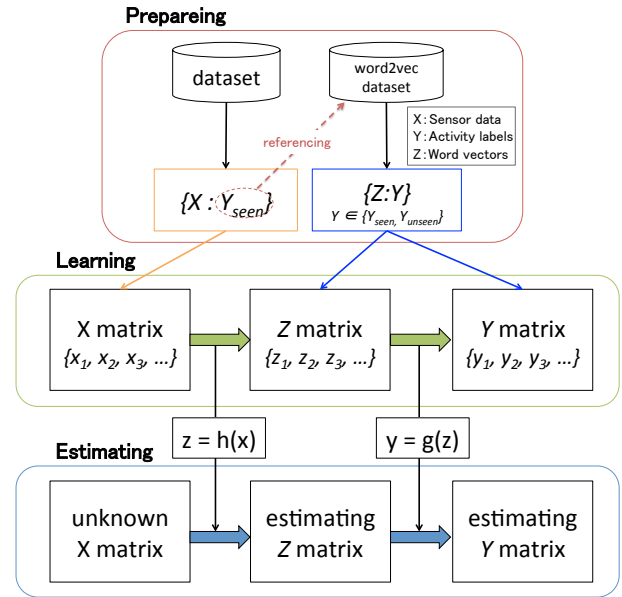 Prepareing
dataset
word2vec
dataset
X：Sensor data
Y：Activity labels
Z：Word vectors
referencing
{X : Yseen}
{Z:Y}
Y ∈ {Yseen, Yunseen}
Learning
X matrix
{x1, x2, x3, ...}
Z matrix
{z1, z2, z3, ...}
Y matrix
{y1, y2, y3, ...}
z = h(x)
y = g(z)
Estimating
unknown
X matrix
estimating
Z matrix
estimating
Y matrix